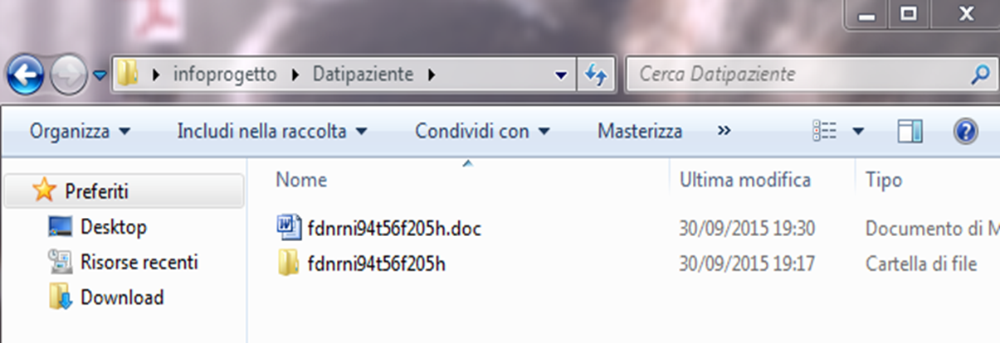 infoprogetto Datipaziente Cerca Datipaziente
Organizza Includi nella raccolta Condividi con Masterizza »
Nome Ultima modifica Tipo
Preferiti
fdnrni94t56f205h.doc 30/09/2015 19:30 Documento di M
Desktop
fdnrni94t56f205h 30/09/2015 19:17 Cartella di file
Risorse recenti
Download